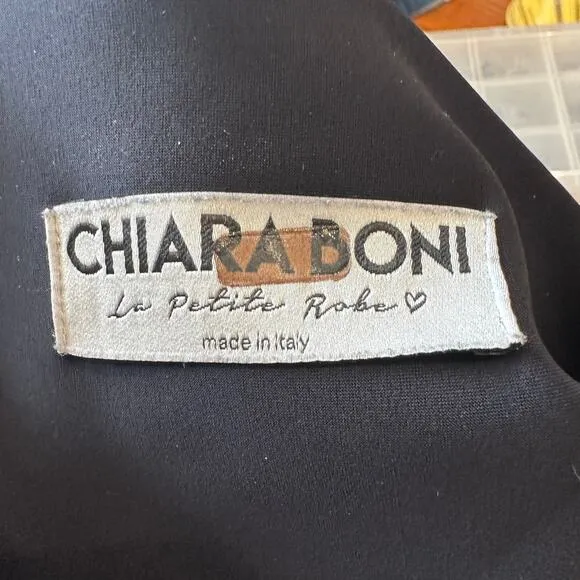 CHIARA BONI
La Petite Robe♡
made in Italy